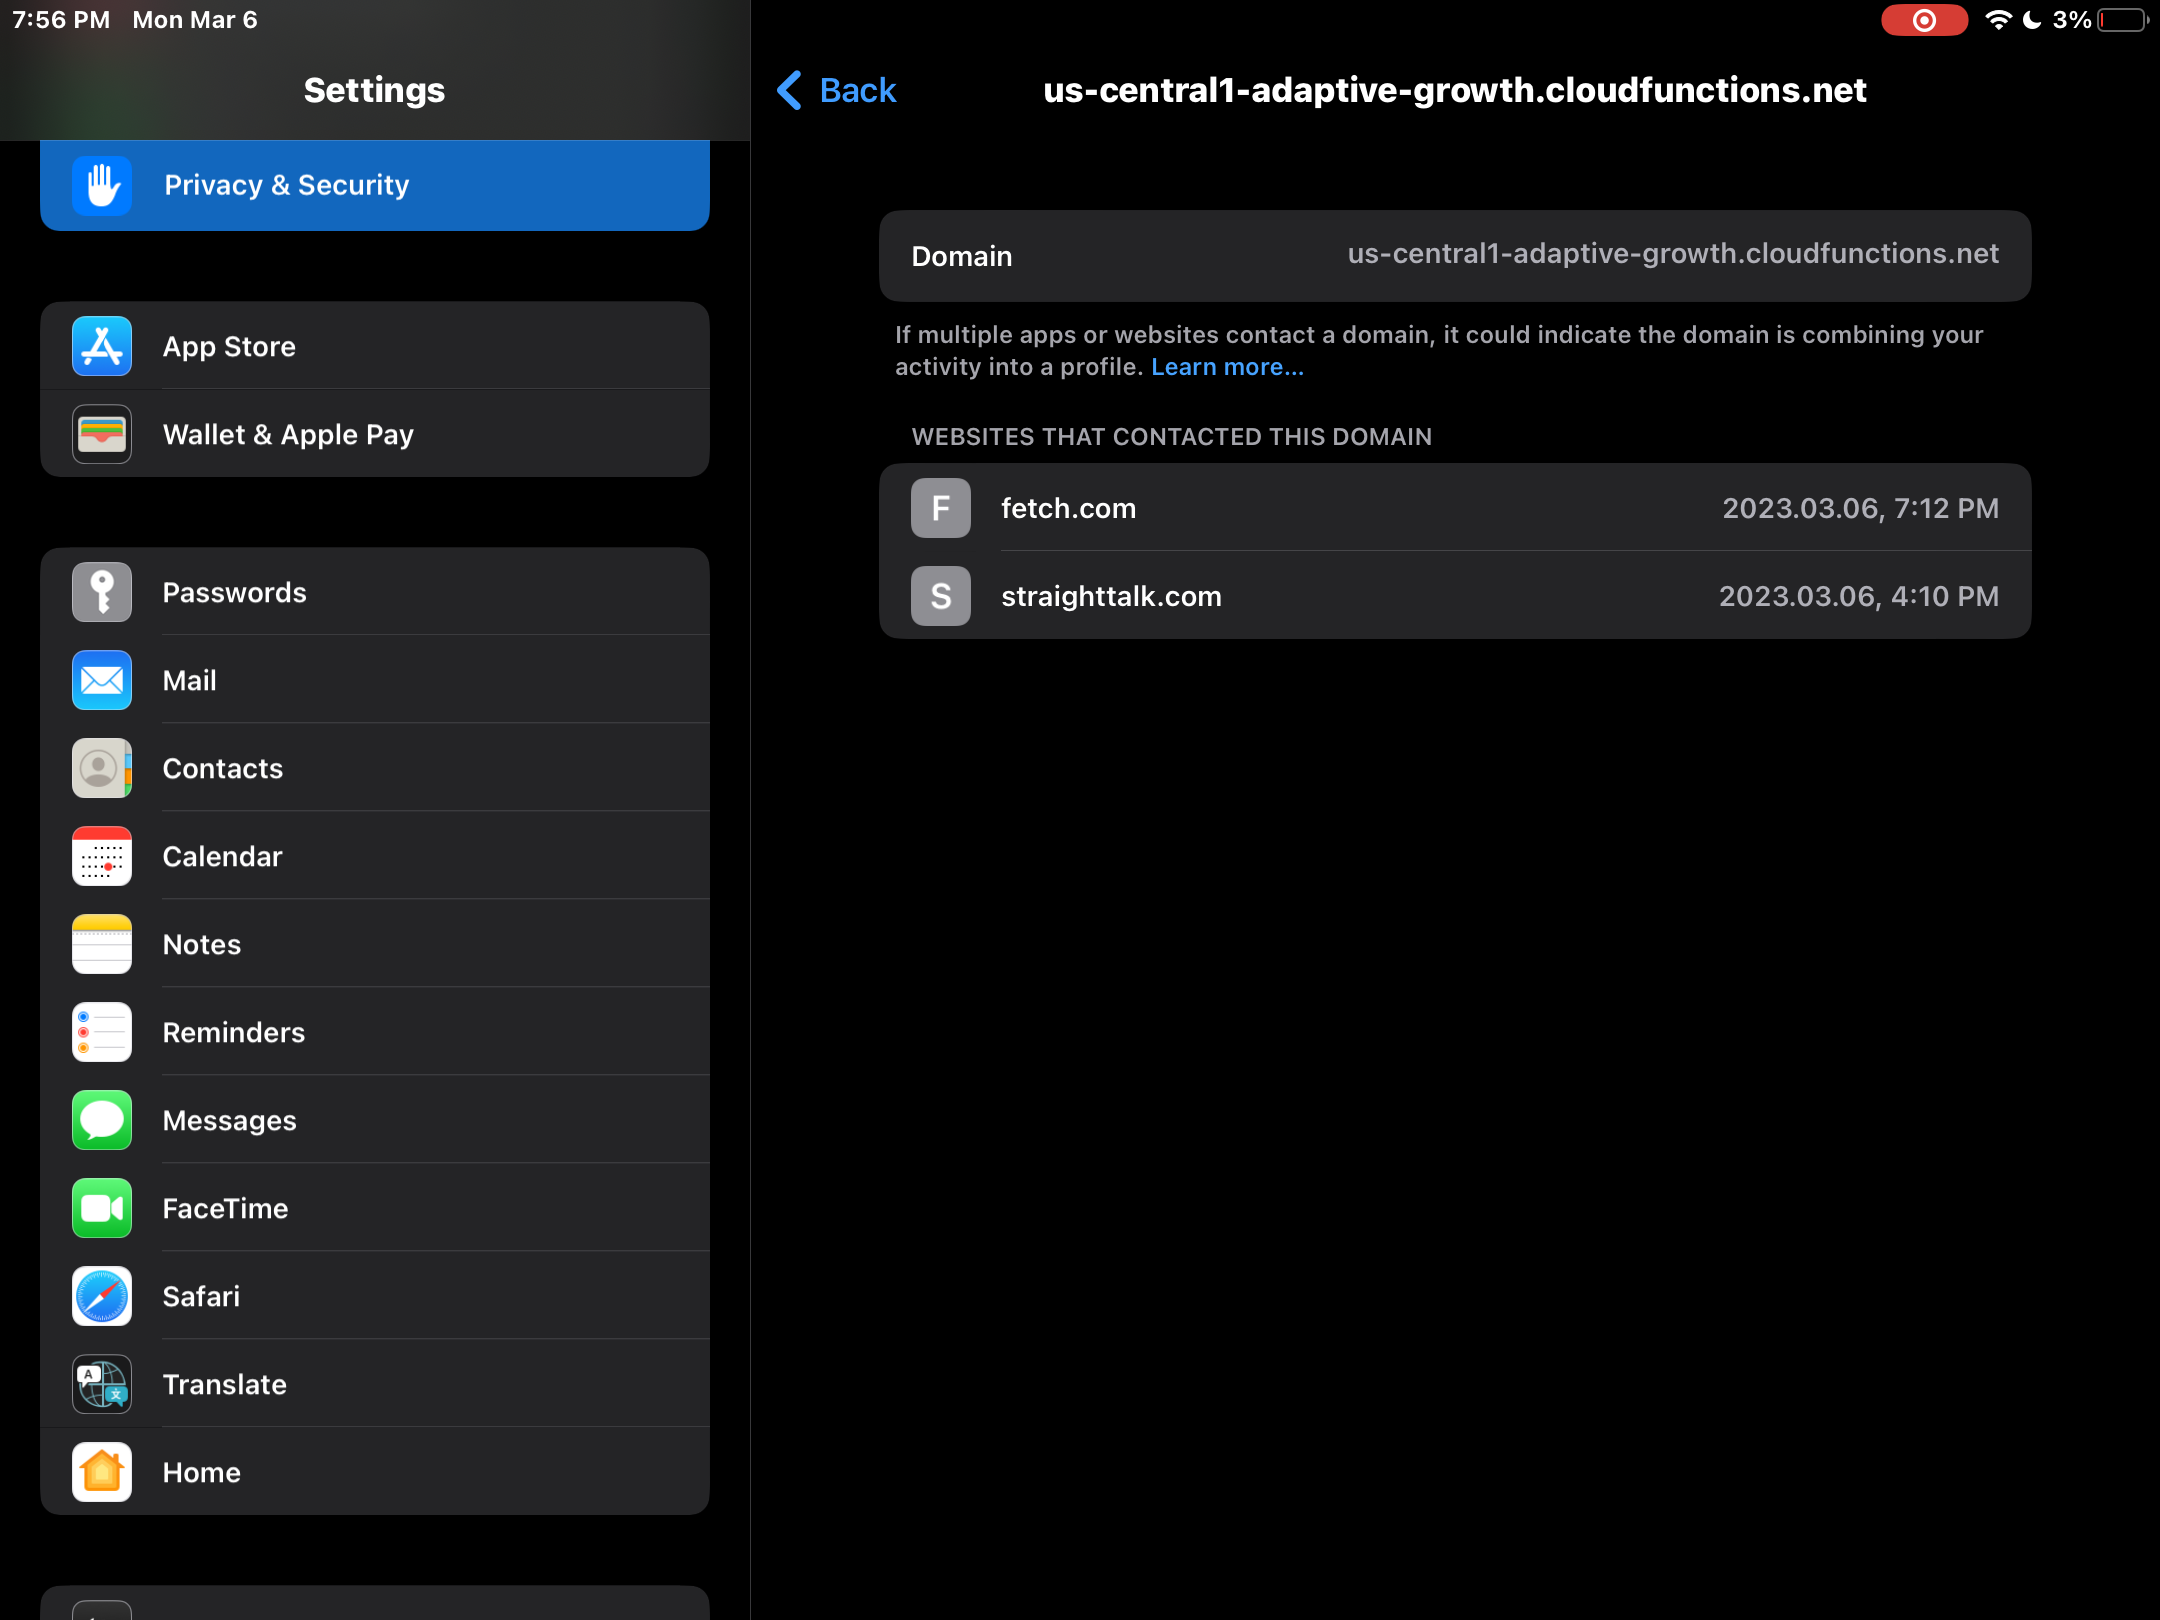 7:56 PM Mon Mar 6
3%
Settings
Privacy & Security
App Store
Wallet & Apple Pay
Passwords
Mail
Contacts
Calendar
Notes
Reminders
Messages
FaceTime
Safari
Translate
Home
Back
us-central1-adaptive-growth.cloudfunctions.net
Domain us-central1-adaptive-growth.cloudfunctions.net
If multiple apps or websites contact a domain, it could indicate the domain is combining your
activity into a profile. Learn more...
WEBSITES THAT CONTACTED THIS DOMAIN
F fetch.com 2023.03.06, 7:12 PM
S straighttalk.com 2023.03.06, 4:10 PM